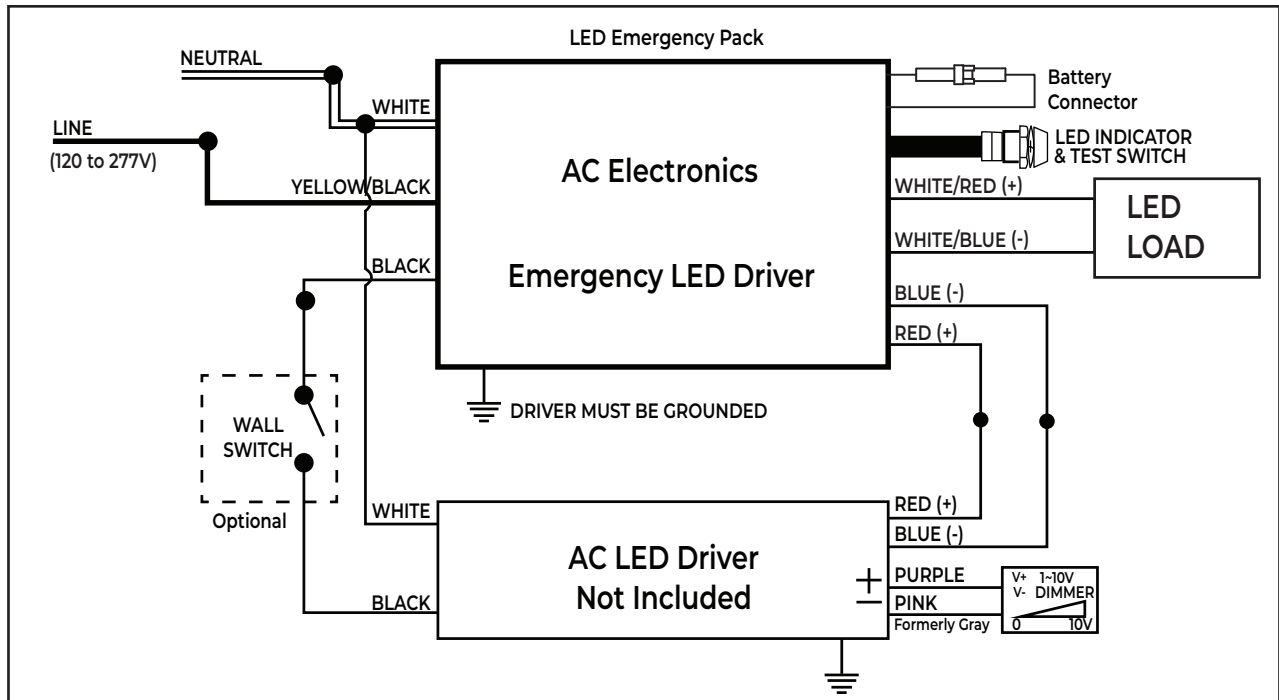 LED Emergency Pack
NEUTRAL
WHITE
LINE
(120 to 277V)
YELLOW/BLACK
BLACK
AC Electronics
Emergency LED Driver
Battery
Connector
LED INDICATOR
& TEST SWITCH
WHITE/RED (+)
WHITE/BLUE (-)
LED
LOAD
BLUE (-)
RED (+)
DRIVER MUST BE GROUNDED
WALL
SWITCH
Optional
WHITE
BLACK
AC LED Driver
Not Included
RED (+)
BLUE (-)
+ PURPLE
− PINK
Formerly Gray
V+ 1~10V
V- DIMMER
0 10V